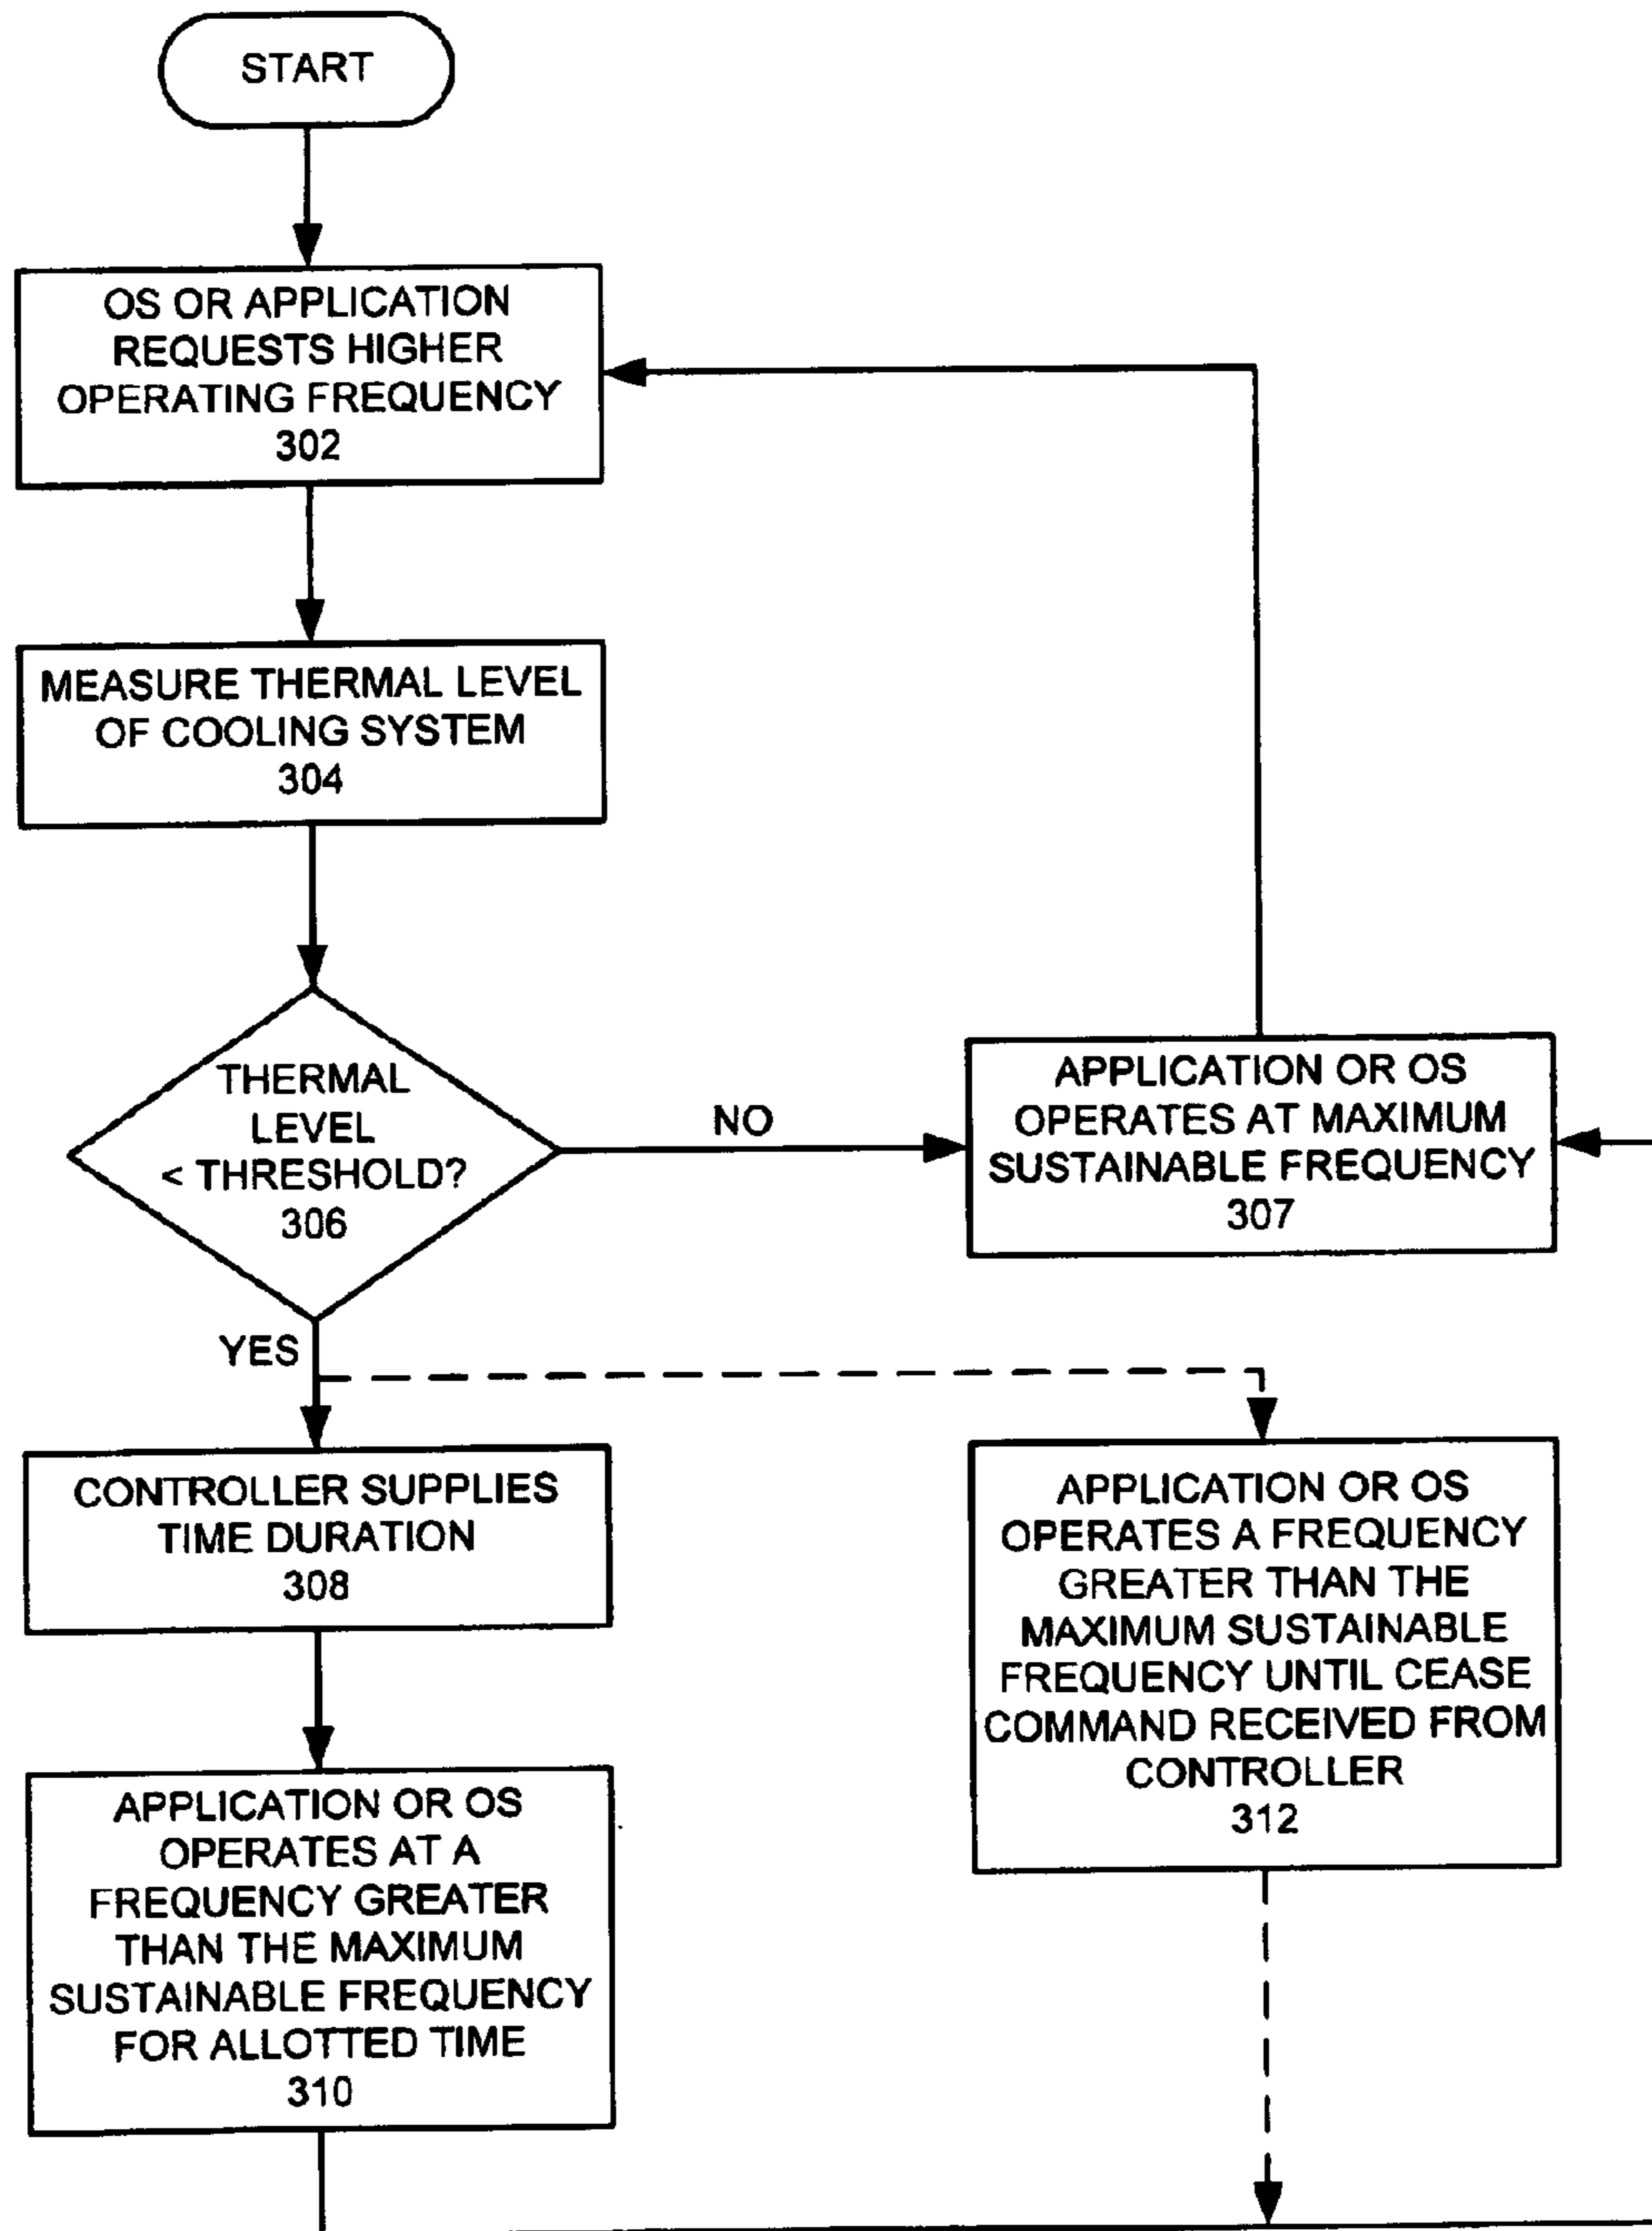 START
OS OR APPLICATION
REQUESTS HIGHER
OPERATING FREQUENCY
302
MEASURE THERMAL LEVEL
OF COOLING SYSTEM
304
THERMAL
LEVEL
< THRESHOLD?
306
NO
APPLICATION OR OS
OPERATES AT MAXIMUM
SUSTAINABLE FREQUENCY
307
YES
CONTROLLER SUPPLIES
TIME DURATION
308
APPLICATION OR OS
OPERATES A FREQUENCY
GREATER THAN THE
MAXIMUM SUSTAINABLE
FREQUENCY UNTIL CEASE
COMMAND RECEIVED FROM
CONTROLLER
312
APPLICATION OR OS
OPERATES AT A
FREQUENCY GREATER
THAN THE MAXIMUM
SUSTAINABLE FREQUENCY
FOR ALLOTTED TIME
310